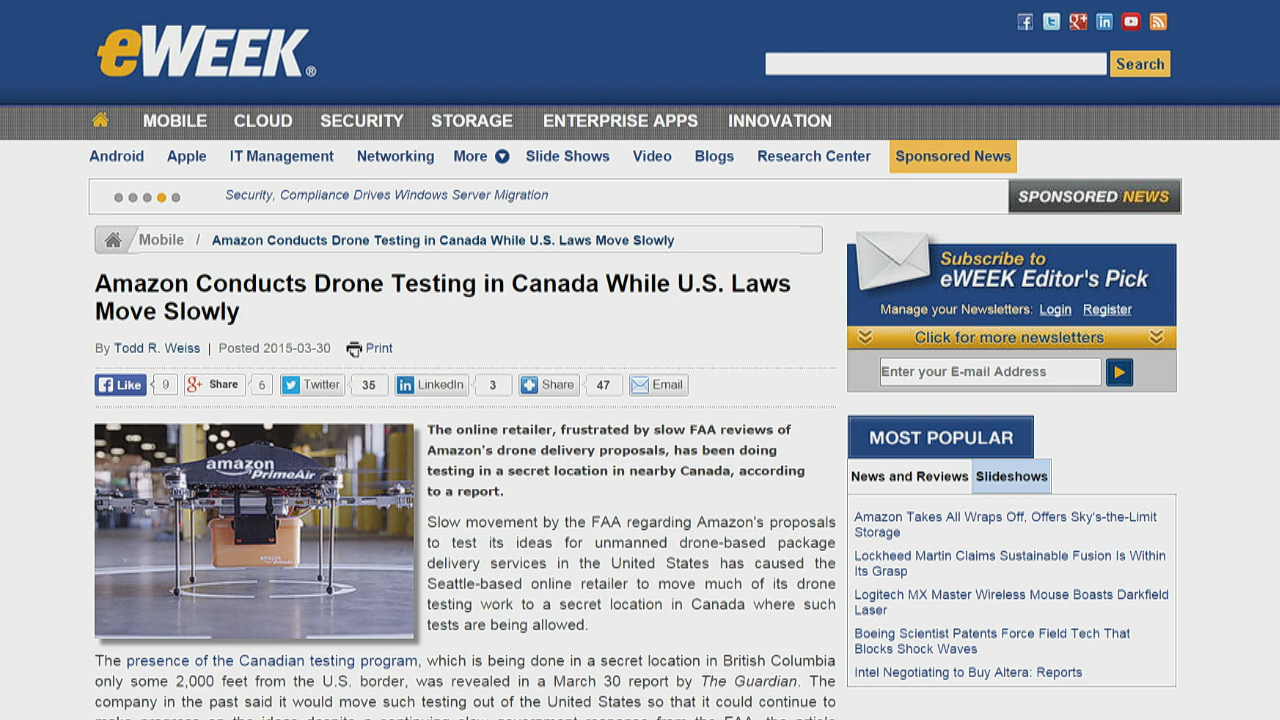 eWEEK®
Search
MOBILE CLOUD SECURITY STORAGE ENTERPRISE APPS INNOVATION
Android Apple IT Management Networking More Slide Shows Video Blogs Research Center Sponsored News
Security, Compliance Drives Windows Server Migration
SPONSORED NEWS
Mobile / Amazon Conducts Drone Testing in Canada While U.S. Laws Move Slowly
Amazon Conducts Drone Testing in Canada While U.S. Laws
Move Slowly
By Todd R. Weiss | Posted 2015-03-30 Print
Like 9 Share 6 Twitter 35 LinkedIn 3 Share 47 Email
amazon
PrimeAir
The online retailer, frustrated by slow FAA reviews of
Amazon's drone delivery proposals, has been doing
testing in a secret location in nearby Canada, according
to a report.
Slow movement by the FAA regarding Amazon's proposals
to test its ideas for unmanned drone-based package
delivery services in the United States has caused the
Seattle-based online retailer to move much of its drone
testing work to a secret location in Canada where such
tests are being allowed.
The presence of the Canadian testing program, which is being done in a secret location in British Columbia
only some 2,000 feet from the U.S. border, was revealed in a March 30 report by The Guardian. The
company in the past said it would move such testing out of the United States so that it could continue to
Subscribe to
eWEEK Editor's Pick
Manage your Newsletters: Login Register
Click for more newsletters
Enter your E-mail Address
MOST POPULAR
News and Reviews Slideshows
Amazon Takes All Wraps Off, Offers Sky's-the-Limit
Storage
Lockheed Martin Claims Sustainable Fusion Is Within
Its Grasp
Logitech MX Master Wireless Mouse Boasts Darkfield
Laser
Boeing Scientist Patents Force Field Tech That
Blocks Shock Waves
Intel Negotiating to Buy Altera: Reports